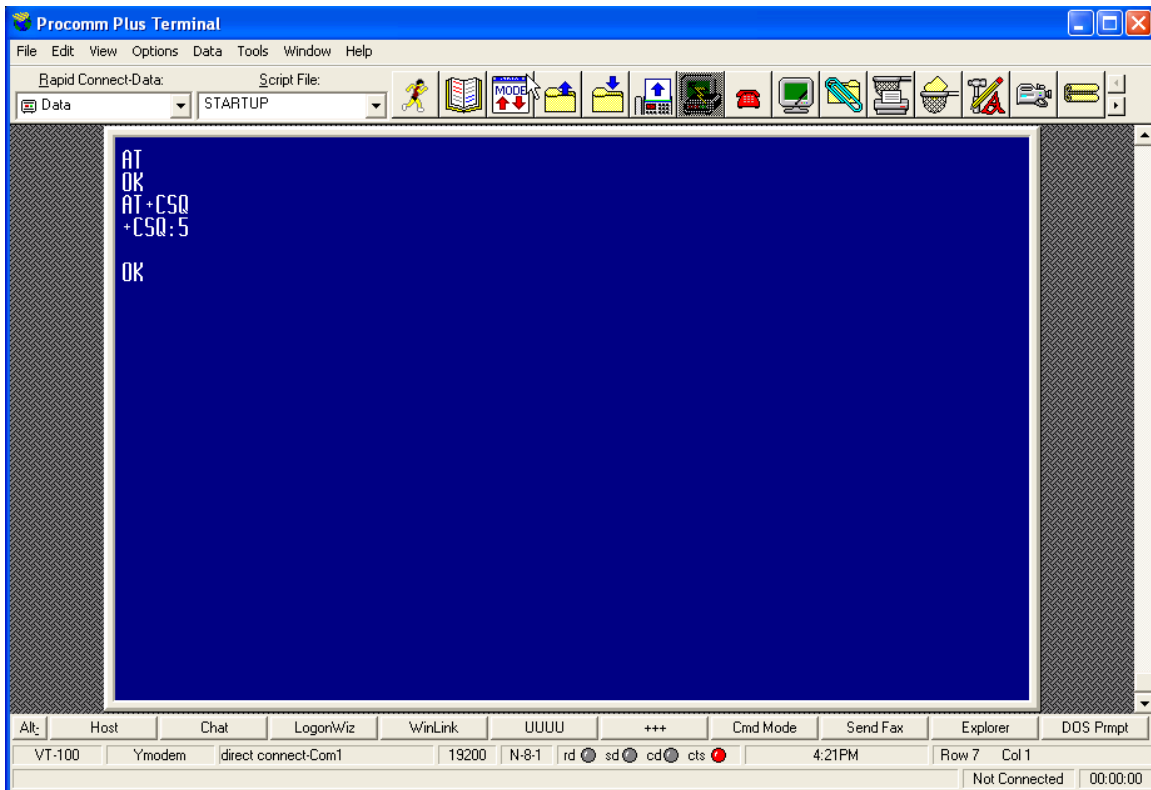 Procomm Plus Terminal
File Edit View Options Data Tools Window Help
Rapid Connect-Data: Script File:
Data STARTUP
MODE
AT
OK
AT+CSQ
+CSQ:5
OK
Alt: Host Chat LogonWiz WinLink UUUU +++ Cmd Mode Send Fax Explorer DOS Prmpt
VT-100 Ymodem direct connect-Com1 19200 N-8-1 rd sd cd cts 4:21PM Row 7 Col 1
Not Connected 00:00:00